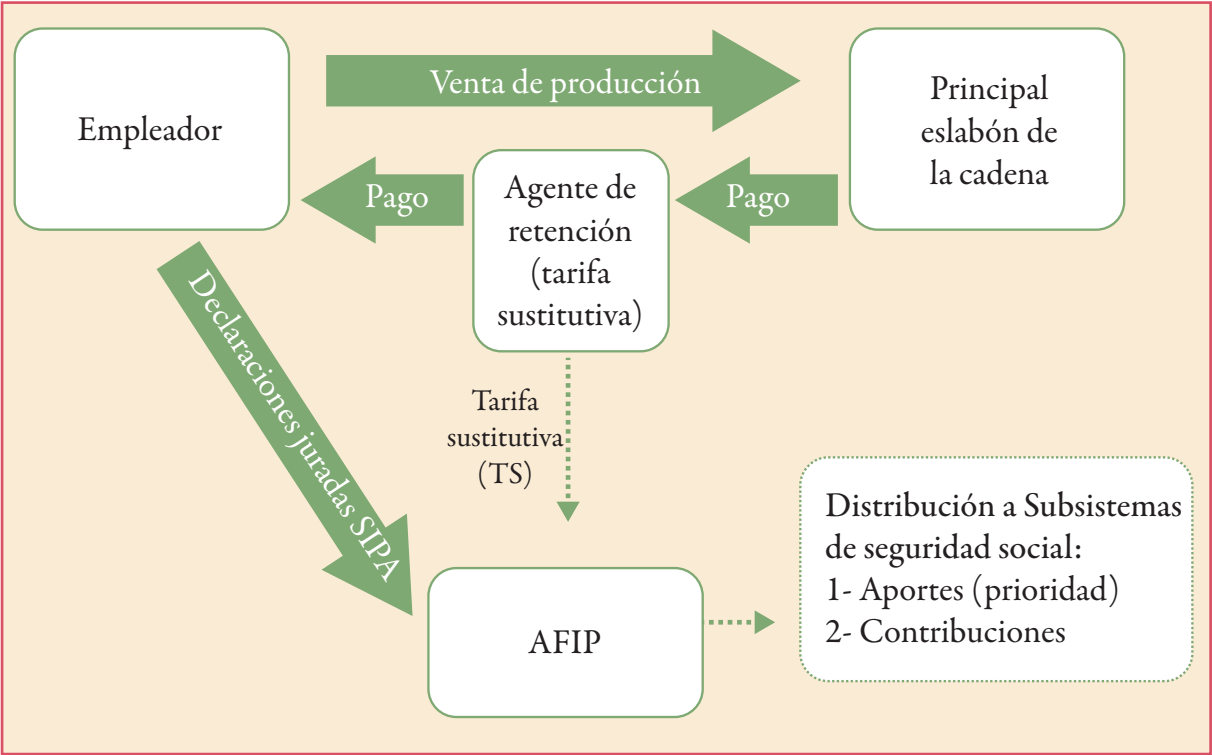 Empleador
Venta de producción
Principal
eslabón de
la cadena
Pago
Agente de
retención
(tarifa
sustitutiva)
Pago
Declaraciones juradas SIPA
Tarifa
sustitutiva
(TS)
AFIP
Distribución a Subsistemas
de seguridad social:
1- Aportes (prioridad)
2- Contribuciones